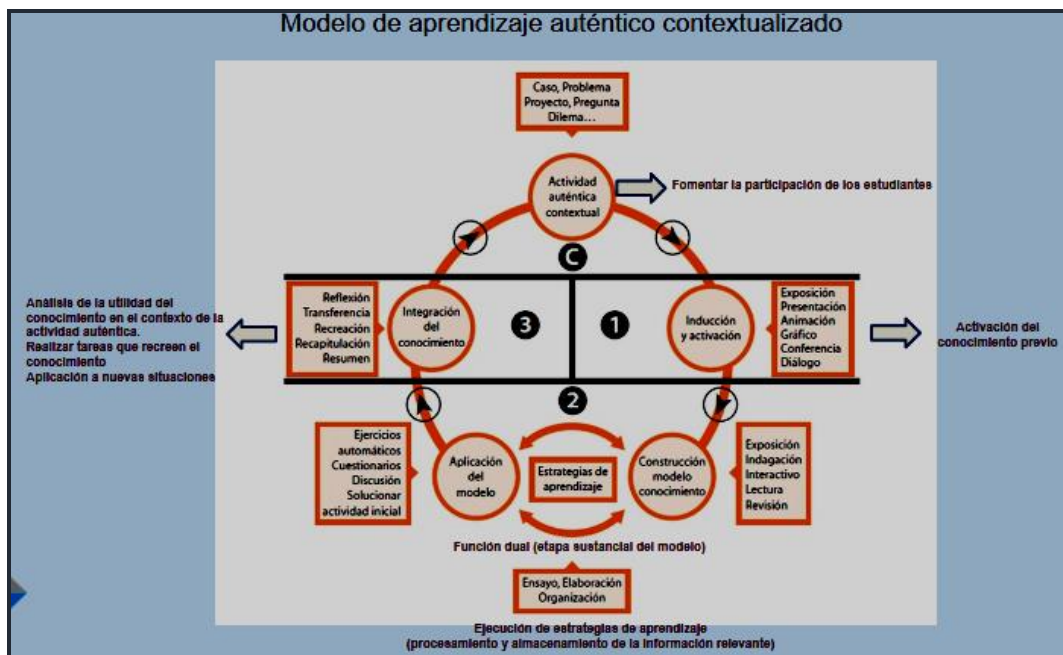 Modelo de aprendizaje auténtico contextualizado
Caso, Problema
Proyecto, Pregunta
Dilema...
Actividad
auténtica
contextual
Fomentar la participación de los estudiantes
C
Análisis de la utilidad del
conocimiento en el contexto de la
actividad auténtica.
Realizar tareas que recreen el
conocimiento
Aplicación a nuevas situaciones
Reflexión
Transferencia
Recreación
Recapitulación
Resumen
Integración
del
conocimiento
3
1
Inducción
y activación
Exposición
Presentación
Animación
Gráfico
Conferencia
Diálogo
Activación del
conocimiento previo
2
Ejercicios
automáticos
Cuestionarios
Discusión
Solucionar
actividad inicial
Aplicación
del
modelo
Estrategias de
aprendizaje
Construcción
modelo
conocimiento
Exposición
Indagación
Interactivo
Lectura
Revisión
Función dual (etapa sustancial del modelo)
Ensayo, Elaboración
Organización
Ejecución de estrategias de aprendizaje
(procesamiento y almacenamiento de la información relevante)